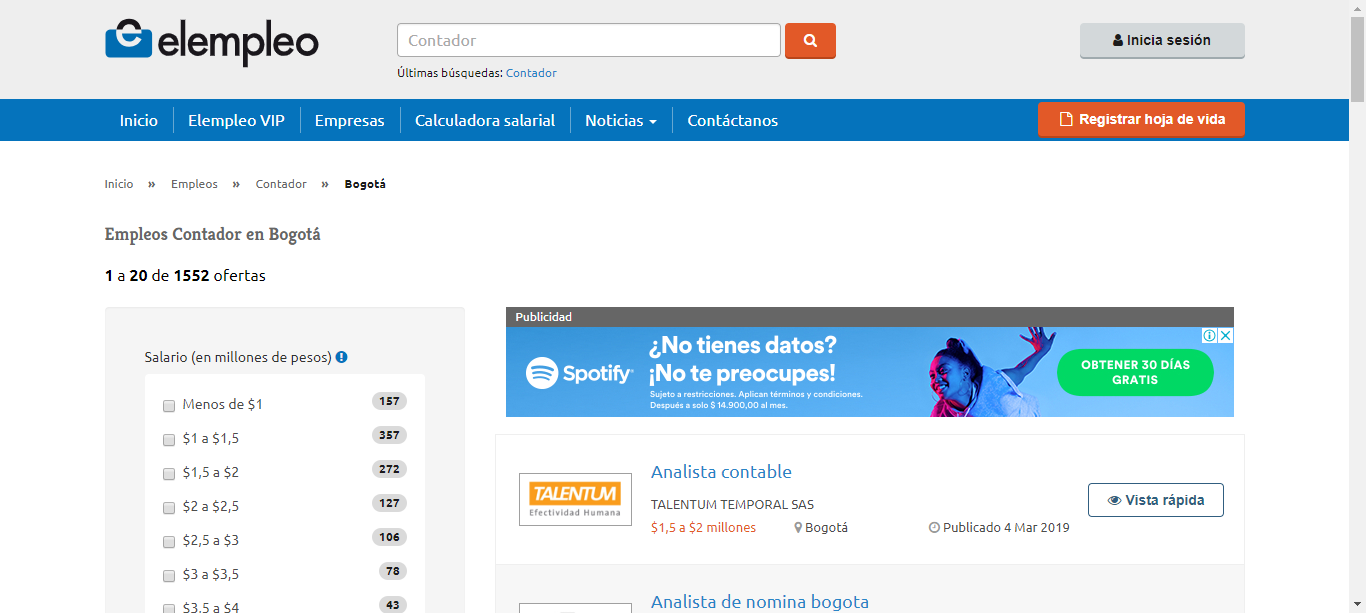 elempleo
Contador
Inicia sesión
Últimas búsquedas: Contador
Inicio
Elempleo VIP
Empresas
Calculadora salarial
Noticias
Contáctanos
Registrar hoja de vida
Inicio » Empleos » Contador » Bogotá
Empleos Contador en Bogotá
1 a 20 de 1552 ofertas
Salario (en millones de pesos)
Menos de $1 157
$1 a $1,5 357
$1,5 a $2 272
$2 a $2,5 127
$2,5 a $3 106
$3 a $3,5 78
$3,5 a $4 43
Publicidad
Spotify
¿No tienes datos?
¡No te preocupes!
Sujeto a restricciones. Aplican términos y condiciones.
Después a solo $ 14.900,00 al mes.
OBTENER 30 DÍAS
GRATIS
TALENTUM
Efectividad Humana
Analista contable
TALENTUM TEMPORAL SAS
$1,5 a $2 millones
Bogotá
Publicado 4 Mar 2019
Vista rápida
Analista de nomina bogota